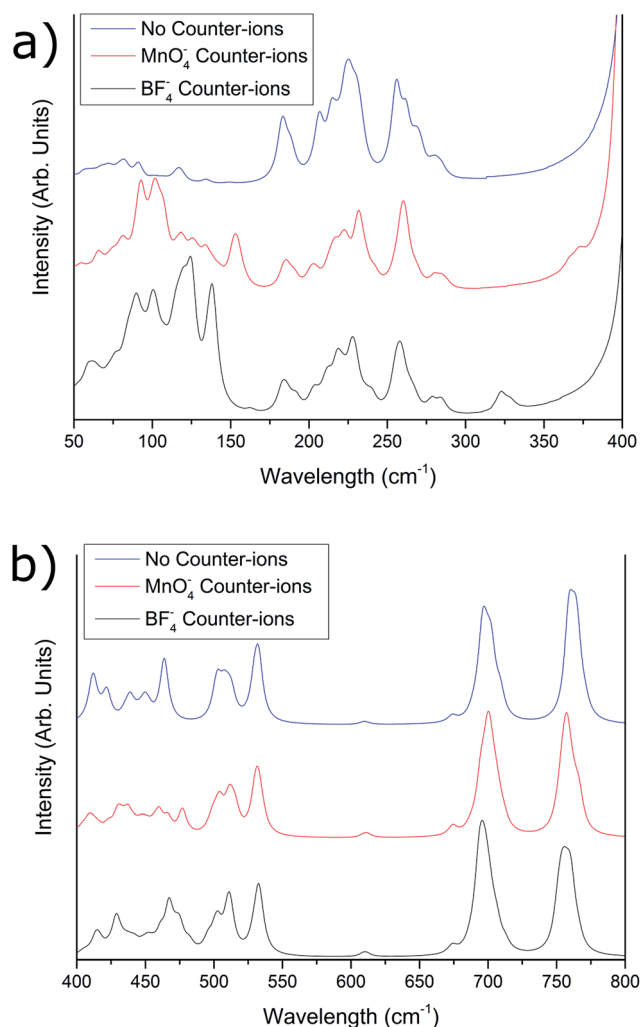 a)
No Counter-ions
MnO₄⁻ Counter-ions
BF₄⁻ Counter-ions
Intensity (Arb. Units)
50 100 150 200 250 300 350 400
Wavelength (cm⁻¹)
b)
No Counter-ions
MnO₄⁻ Counter-ions
BF₄⁻ Counter-ions
Intensity (Arb. Units)
400 450 500 550 600 650 700 750 800
Wavelength (cm⁻¹)